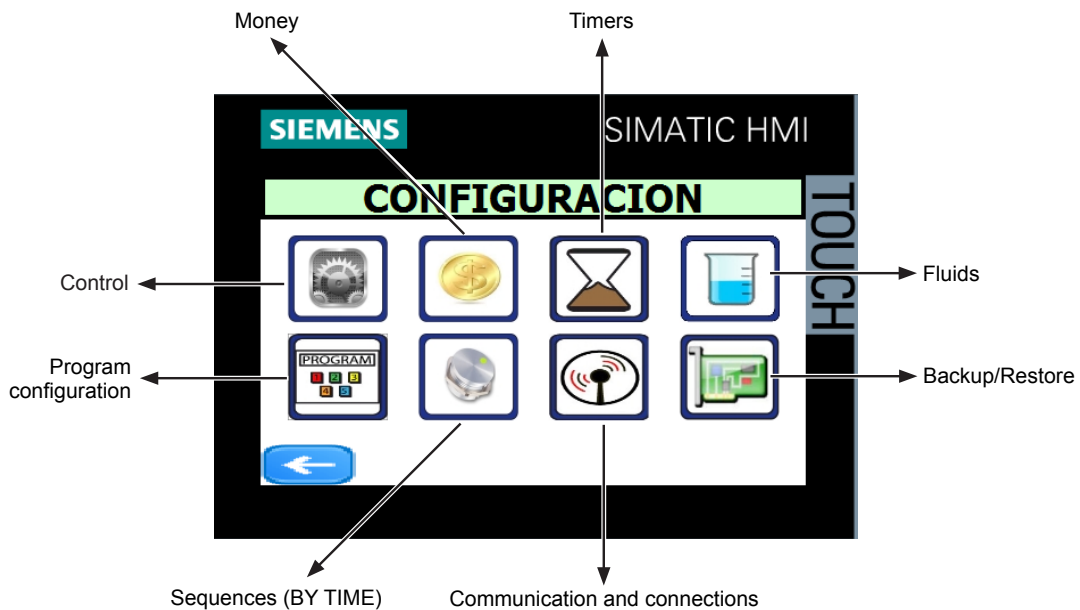 Money
Timers
SIEMENS
SIMATIC HMI
CONFIGURACION
TOUCH
Control
Fluids
Program
configuration
PROGRAM
1 2 3
4 5
Backup/Restore
Sequences (BY TIME)
Communication and connections